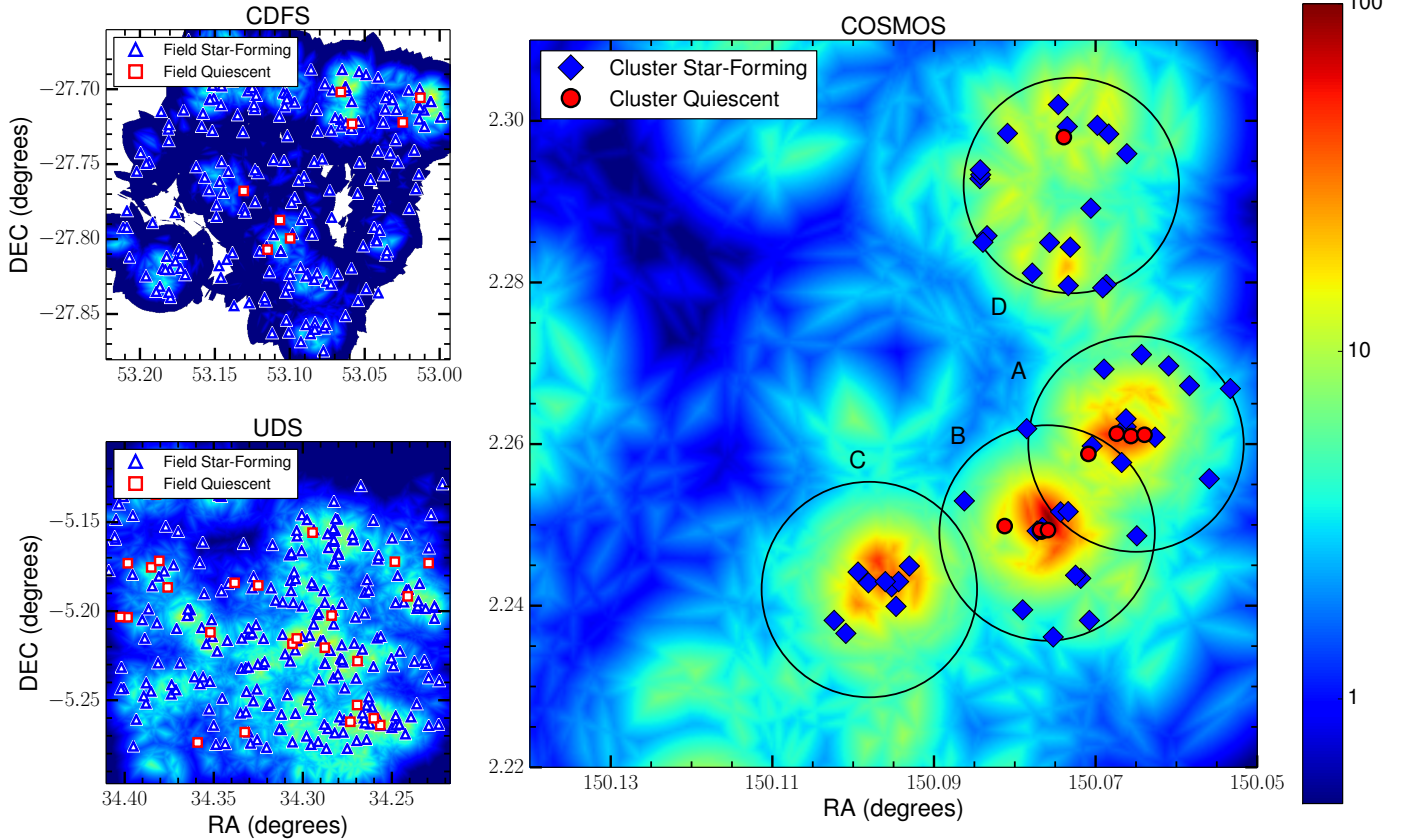 CDFS
Field Star-Forming
Field Quiescent
−27.70
−27.75
−27.80
−27.85
DEC (degrees)
53.20 53.15 53.10 53.05 53.00
UDS
Field Star-Forming
Field Quiescent
−5.15
−5.20
−5.25
DEC (degrees)
34.40 34.35 34.30 34.25
RA (degrees)
COSMOS
Cluster Star-Forming
Cluster Quiescent
2.30
2.28
2.26
2.24
2.22
D
A
B
C
150.13 150.11 150.09 150.07 150.05
RA (degrees)
100
10
1